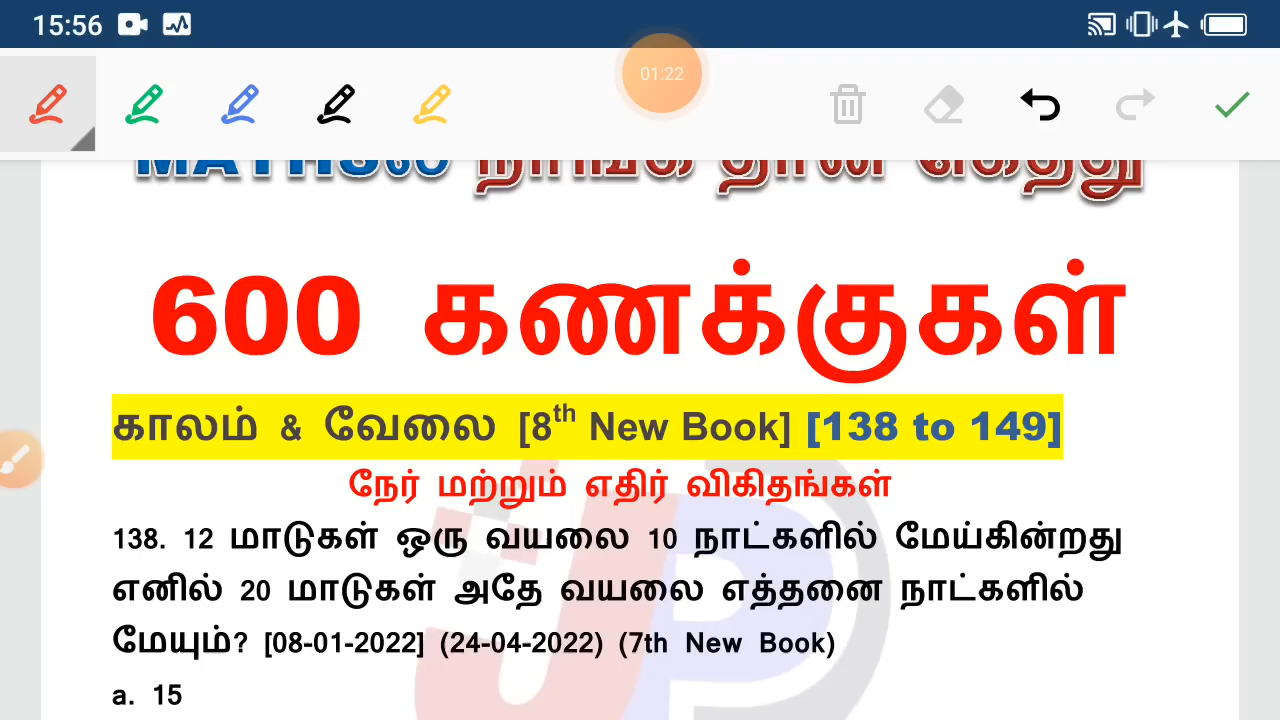 15:56
01:22
MATHSல நாங்க தான் கெத்து
600 கணக்குகள்
காலம் & வேலை [8th New Book] [138 to 149]
நேர் மற்றும் எதிர் விகிதங்கள்
138. 12 மாடுகள் ஒரு வயலை 10 நாட்களில் மேய்கின்றது
எனில் 20 மாடுகள் அதே வயலை எத்தனை நாட்களில்
மேயும்? [08-01-2022] (24-04-2022) (7th New Book)
a. 15